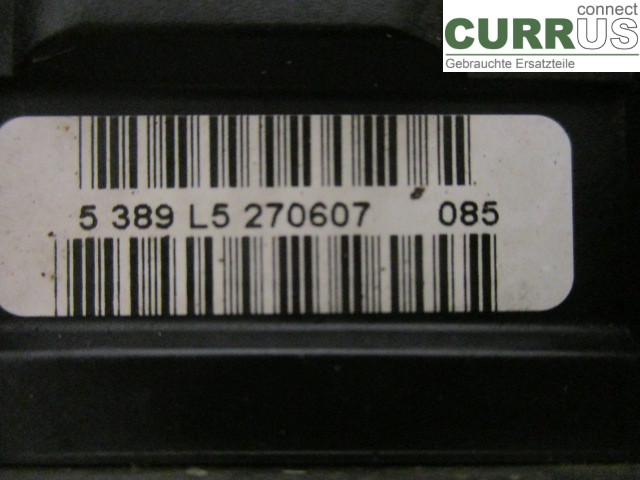 connect
CURRUS
Gebrauchte Ersatzteile
5 389 L5 270607 085